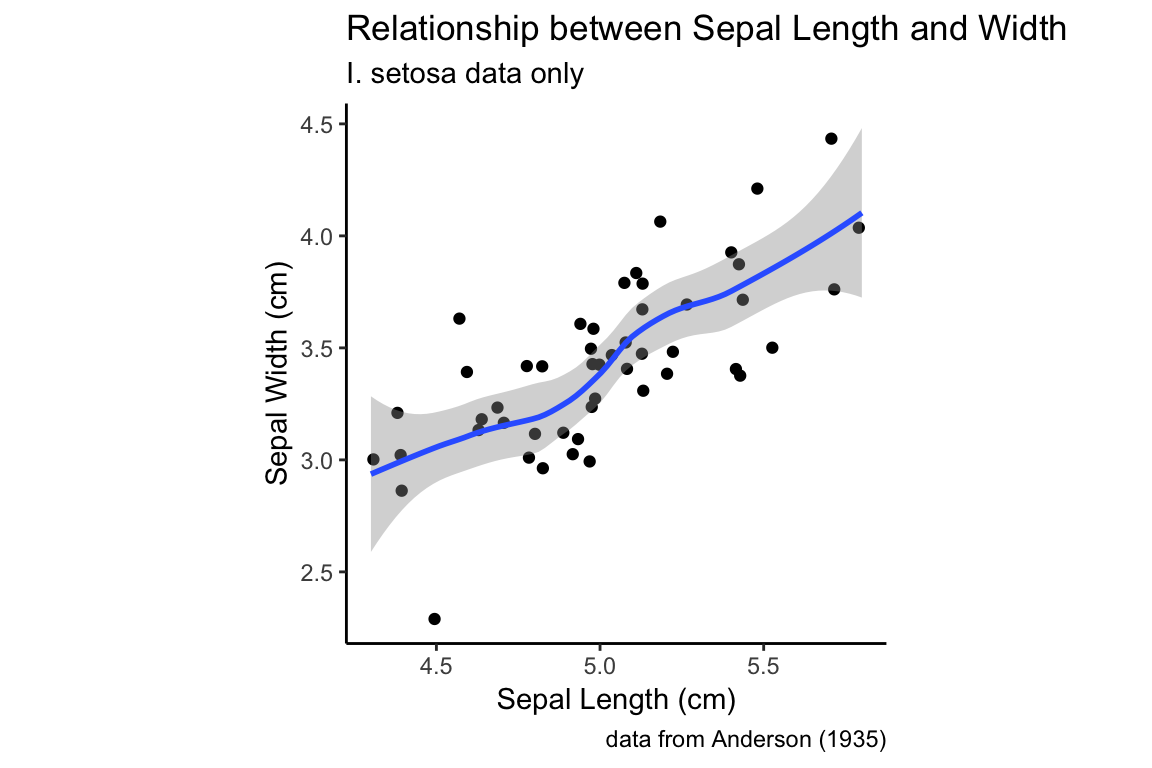 Relationship between Sepal Length and Width
I. setosa data only
4.5
4.0
3.5
3.0
2.5
Sepal Width (cm)
4.5 5.0 5.5
Sepal Length (cm)
data from Anderson (1935)